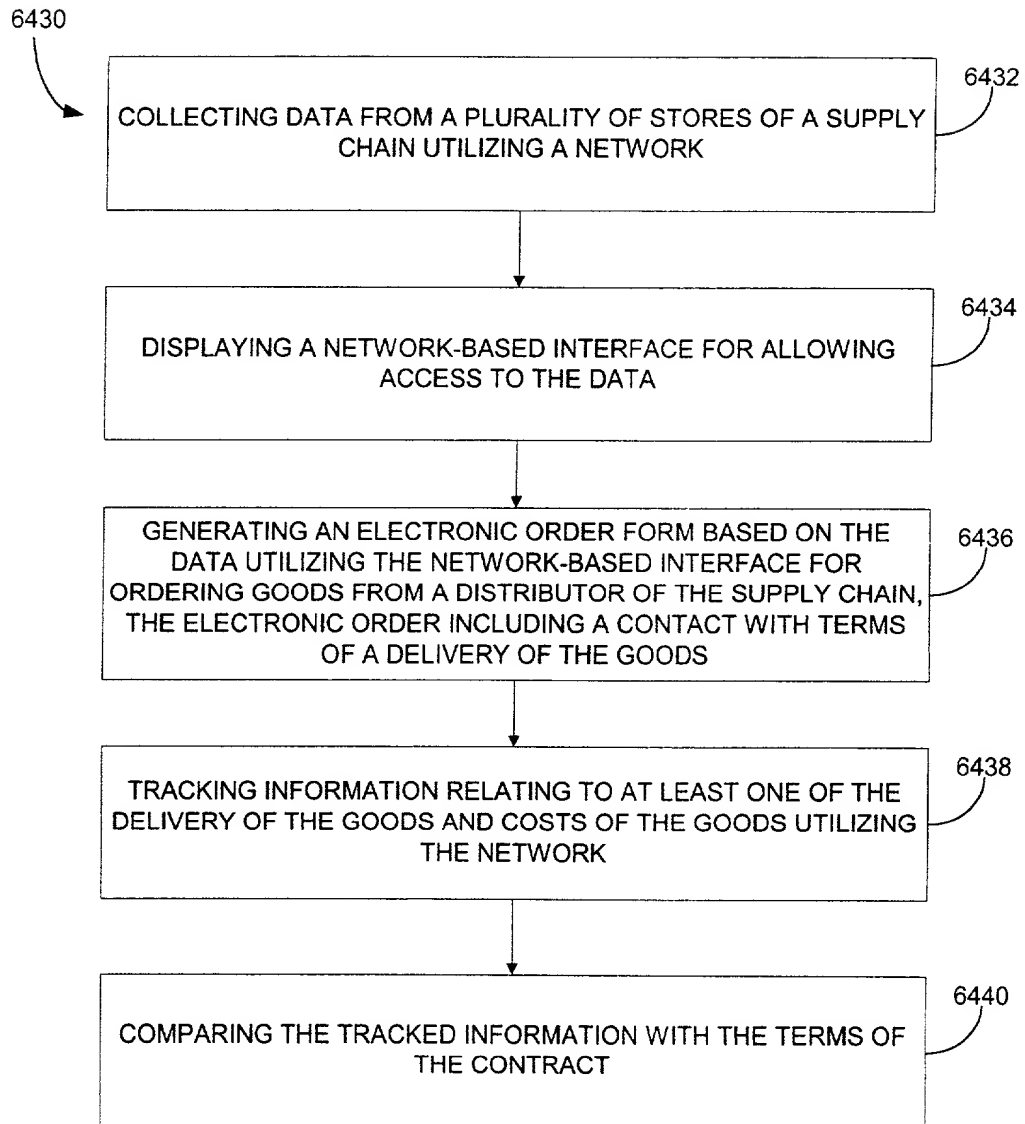 6430
6432
COLLECTING DATA FROM A PLURALITY OF STORES OF A SUPPLY
CHAIN UTILIZING A NETWORK
6434
DISPLAYING A NETWORK-BASED INTERFACE FOR ALLOWING
ACCESS TO THE DATA
6436
GENERATING AN ELECTRONIC ORDER FORM BASED ON THE
DATA UTILIZING THE NETWORK-BASED INTERFACE FOR
ORDERING GOODS FROM A DISTRIBUTOR OF THE SUPPLY CHAIN,
THE ELECTRONIC ORDER INCLUDING A CONTACT WITH TERMS
OF A DELIVERY OF THE GOODS
6438
TRACKING INFORMATION RELATING TO AT LEAST ONE OF THE
DELIVERY OF THE GOODS AND COSTS OF THE GOODS UTILIZING
THE NETWORK
6440
COMPARING THE TRACKED INFORMATION WITH THE TERMS OF
THE CONTRACT